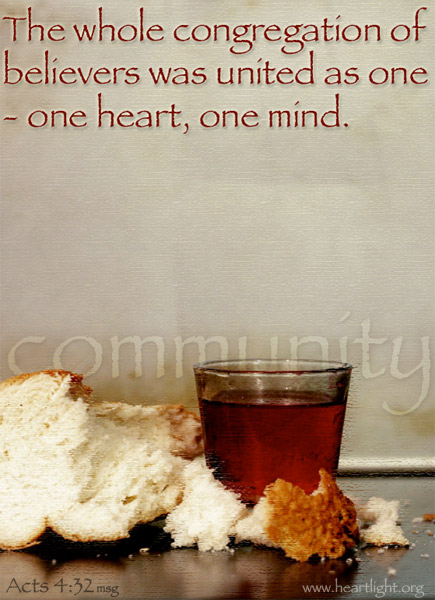 The whole congregation of
believers was united as one
- one heart, one mind.
community
Acts 4:32 msg
www.heartlight.org